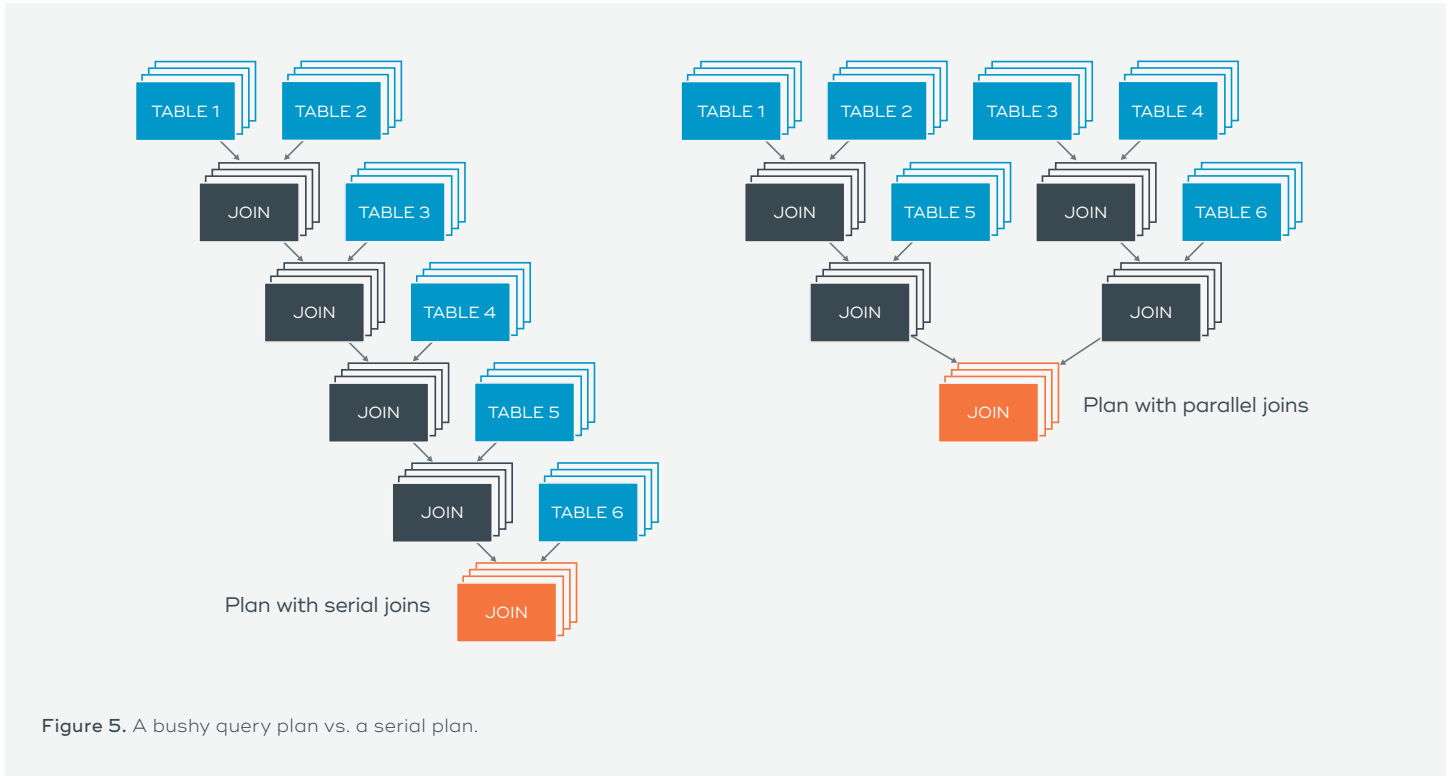 TABLE 1
TABLE 2
JOIN
TABLE 3
JOIN
TABLE 4
JOIN
TABLE 5
JOIN
TABLE 6
Plan with serial joins
JOIN
TABLE 1
TABLE 2
TABLE 3
TABLE 4
JOIN
TABLE 5
JOIN
TABLE 6
JOIN
JOIN
JOIN
Plan with parallel joins
Figure 5. A bushy query plan vs. a serial plan.